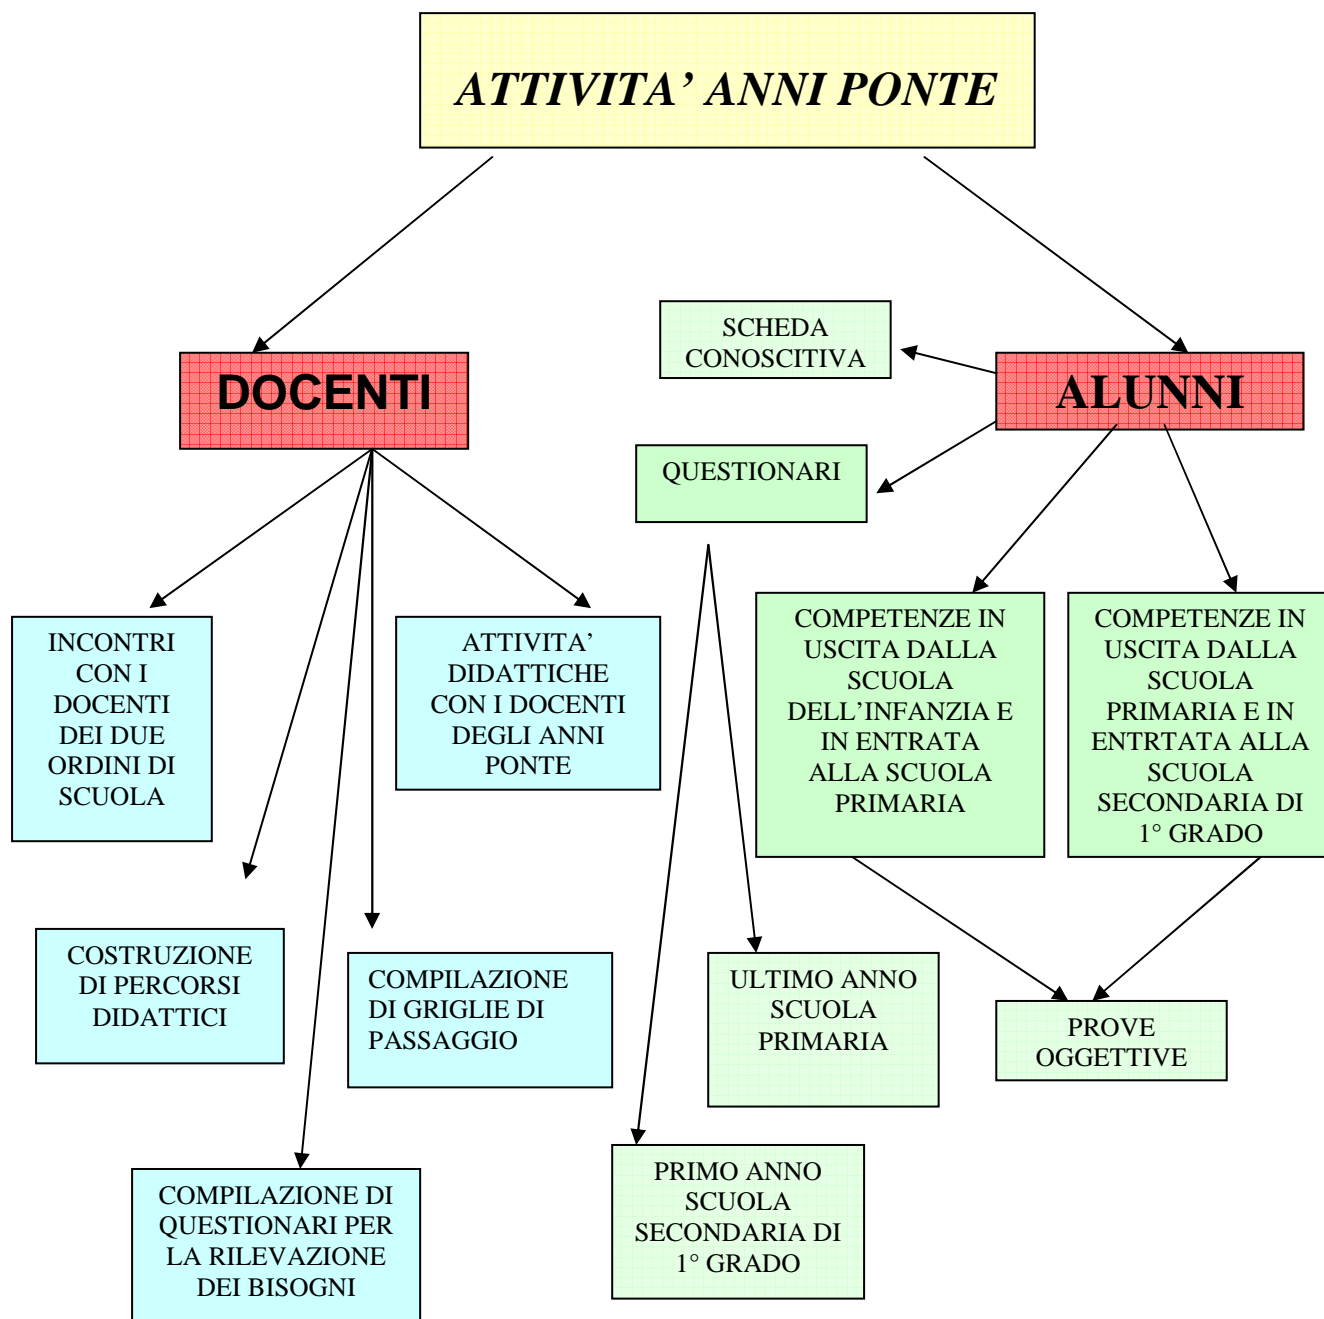 ATTIVITA’ ANNI PONTE
DOCENTI
SCHEDA
CONOSCITIVA
ALUNNI
QUESTIONARI
INCONTRI
CON I
DOCENTI
DEI DUE
ORDINI DI
SCUOLA
ATTIVITA’
DIDATTICHE
CON I DOCENTI
DEGLI ANNI
PONTE
COMPETENZE IN
USCITA DALLA
SCUOLA
DELL’INFANZIA E
IN ENTRATA
ALLA SCUOLA
PRIMARIA
COMPETENZE IN
USCITA DALLA
SCUOLA
PRIMARIA E IN
ENTRTATA ALLA
SCUOLA
SECONDARIA DI
1° GRADO
COSTRUZIONE
DI PERCORSI
DIDATTICI
COMPILAZIONE
DI GRIGLIE DI
PASSAGGIO
ULTIMO ANNO
SCUOLA
PRIMARIA
PROVE
OGGETTIVE
COMPILAZIONE DI
QUESTIONARI PER
LA RILEVAZIONE
DEI BISOGNI
PRIMO ANNO
SCUOLA
SECONDARIA DI
1° GRADO